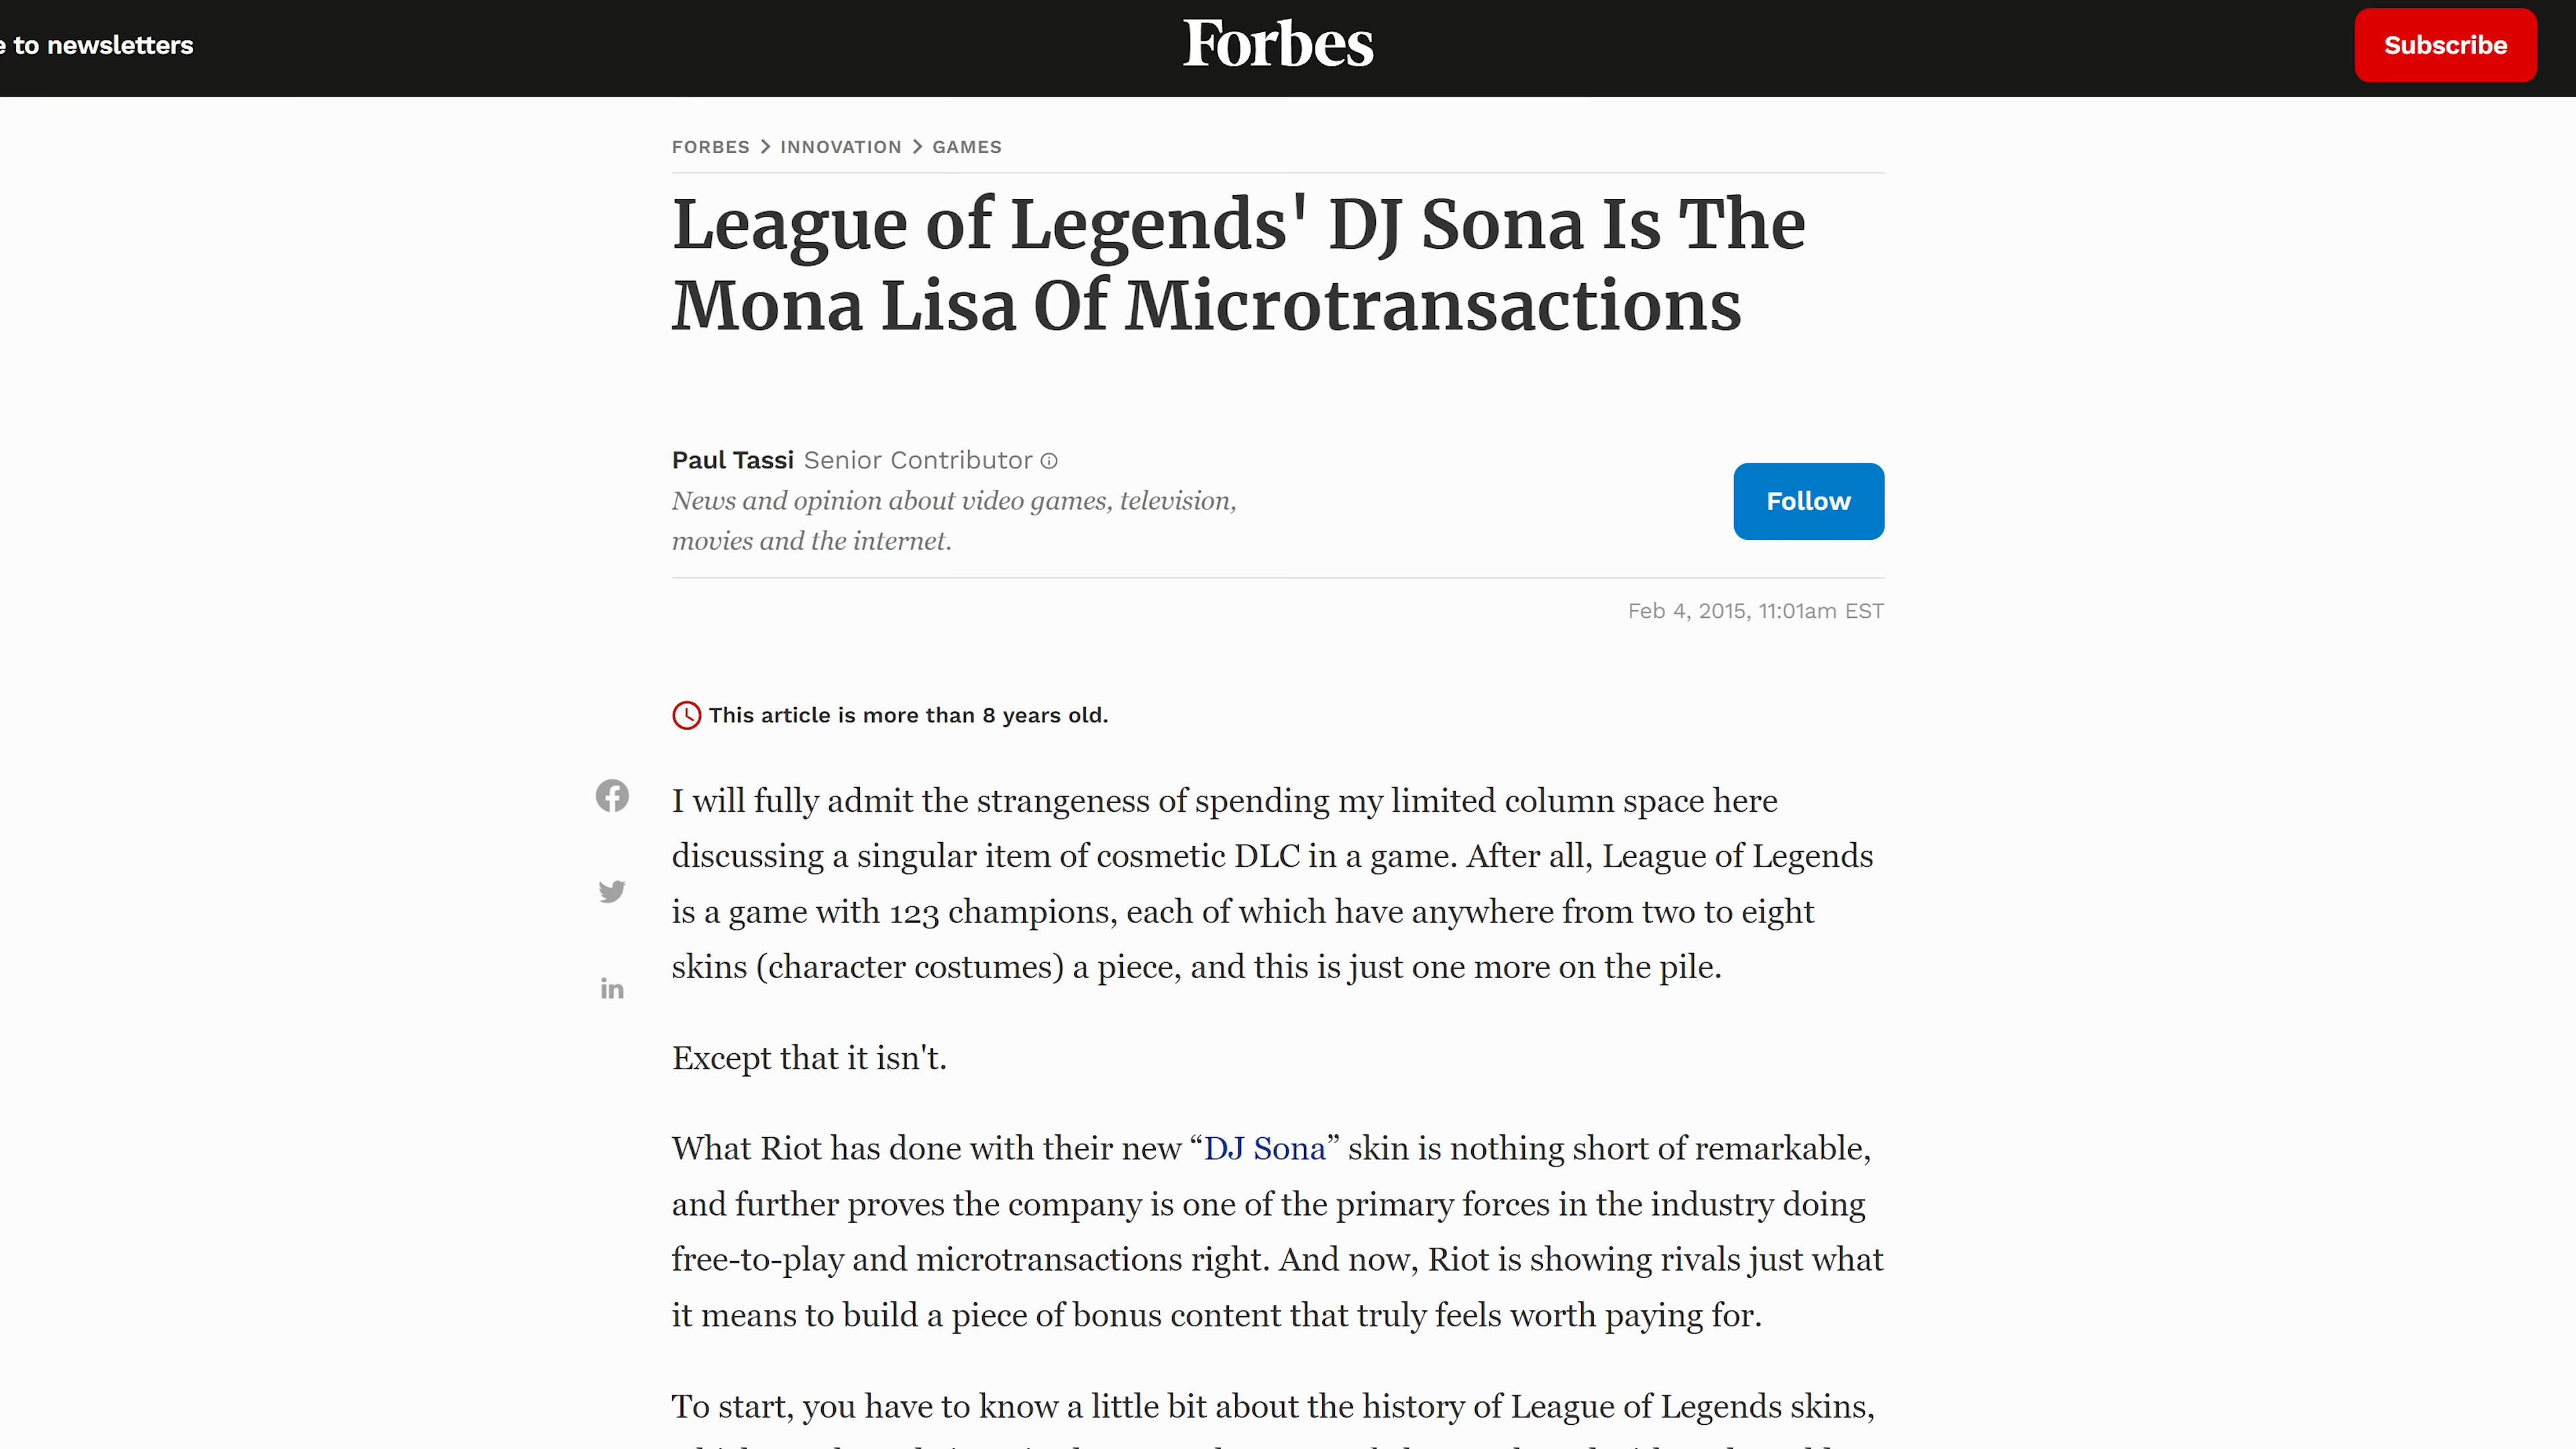 e to newsletters
Forbes
Subscribe
FORBES > INNOVATION > GAMES
League of Legends' DJ Sona Is The
Mona Lisa Of Microtransactions
Paul Tassi Senior Contributor
News and opinion about video games, television,
movies and the internet.
Follow
Feb 4, 2015, 11:01am EST
This article is more than 8 years old.
I will fully admit the strangeness of spending my limited column space here
discussing a singular item of cosmetic DLC in a game. After all, League of Legends
is a game with 123 champions, each of which have anywhere from two to eight
skins (character costumes) a piece, and this is just one more on the pile.
Except that it isn't.
What Riot has done with their new “DJ Sona” skin is nothing short of remarkable,
and further proves the company is one of the primary forces in the industry doing
free-to-play and microtransactions right. And now, Riot is showing rivals just what
it means to build a piece of bonus content that truly feels worth paying for.
To start, you have to know a little bit about the history of League of Legends skins,